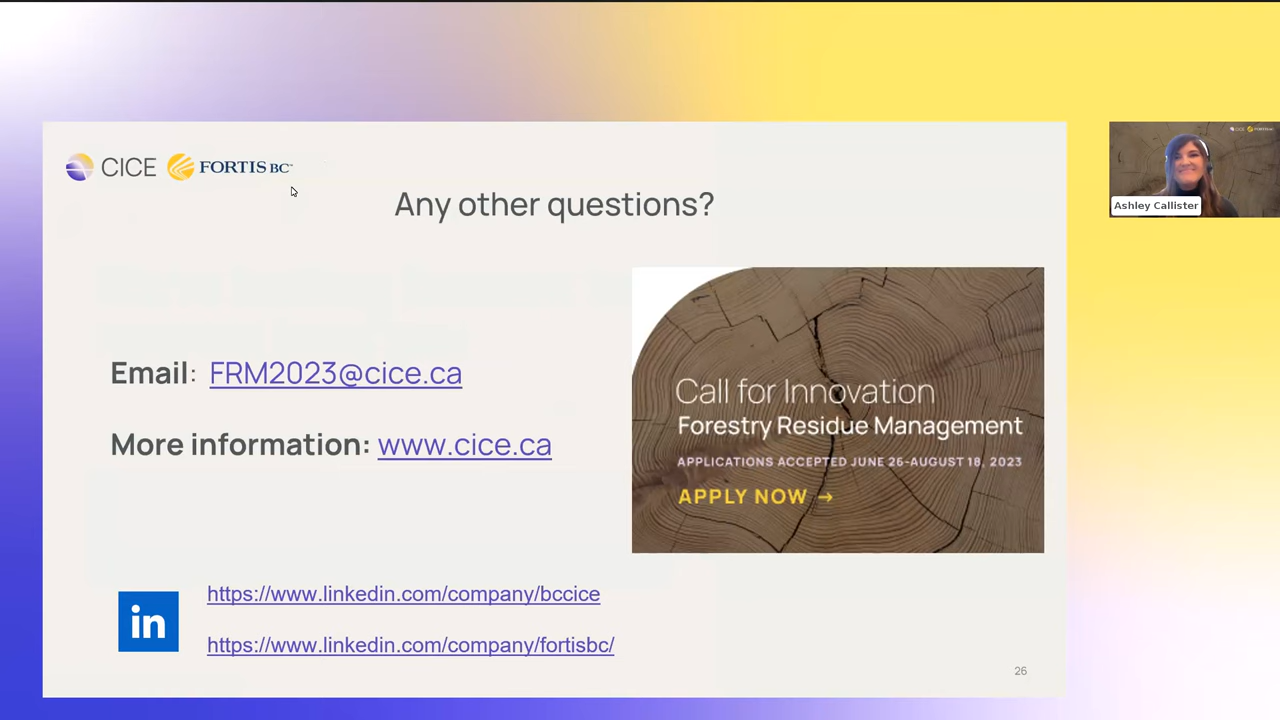 CICE FORTIS BC
Any other questions?
Ashley Callister
Email: FRM2023@cice.ca
More information: www.cice.ca
Call for Innovation
Forestry Residue Management
APPLICATIONS ACCEPTED JUNE 26-AUGUST 18, 2023
APPLY NOW →
in
https://www.linkedin.com/company/bccice
https://www.linkedin.com/company/fortisbc/
26